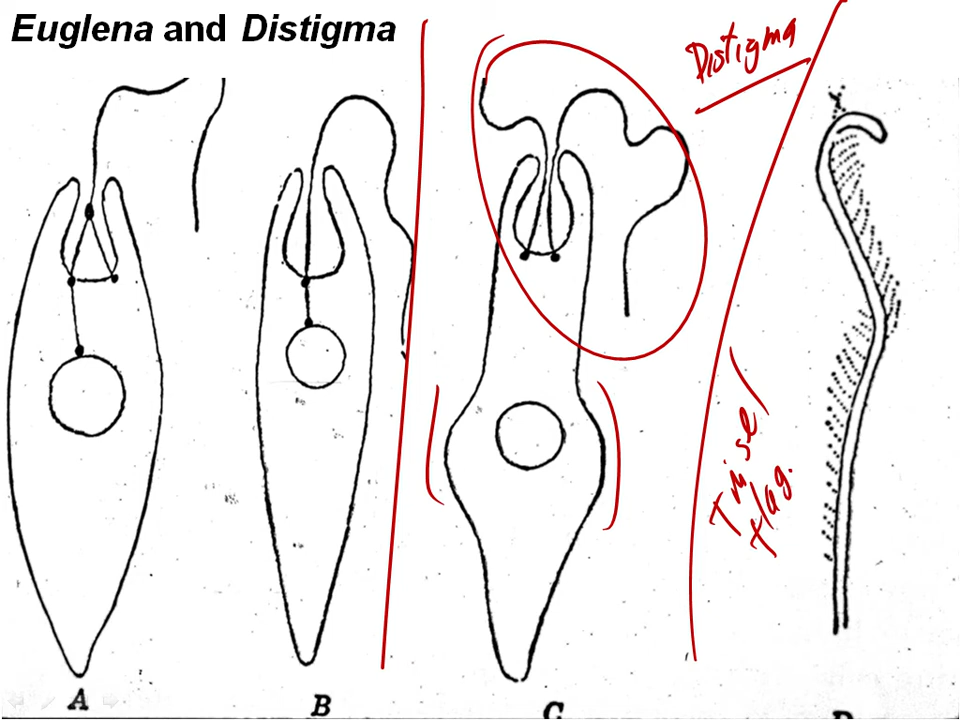 Euglena and Distigma
Distigma
Tinsel
flag.
A
B
C